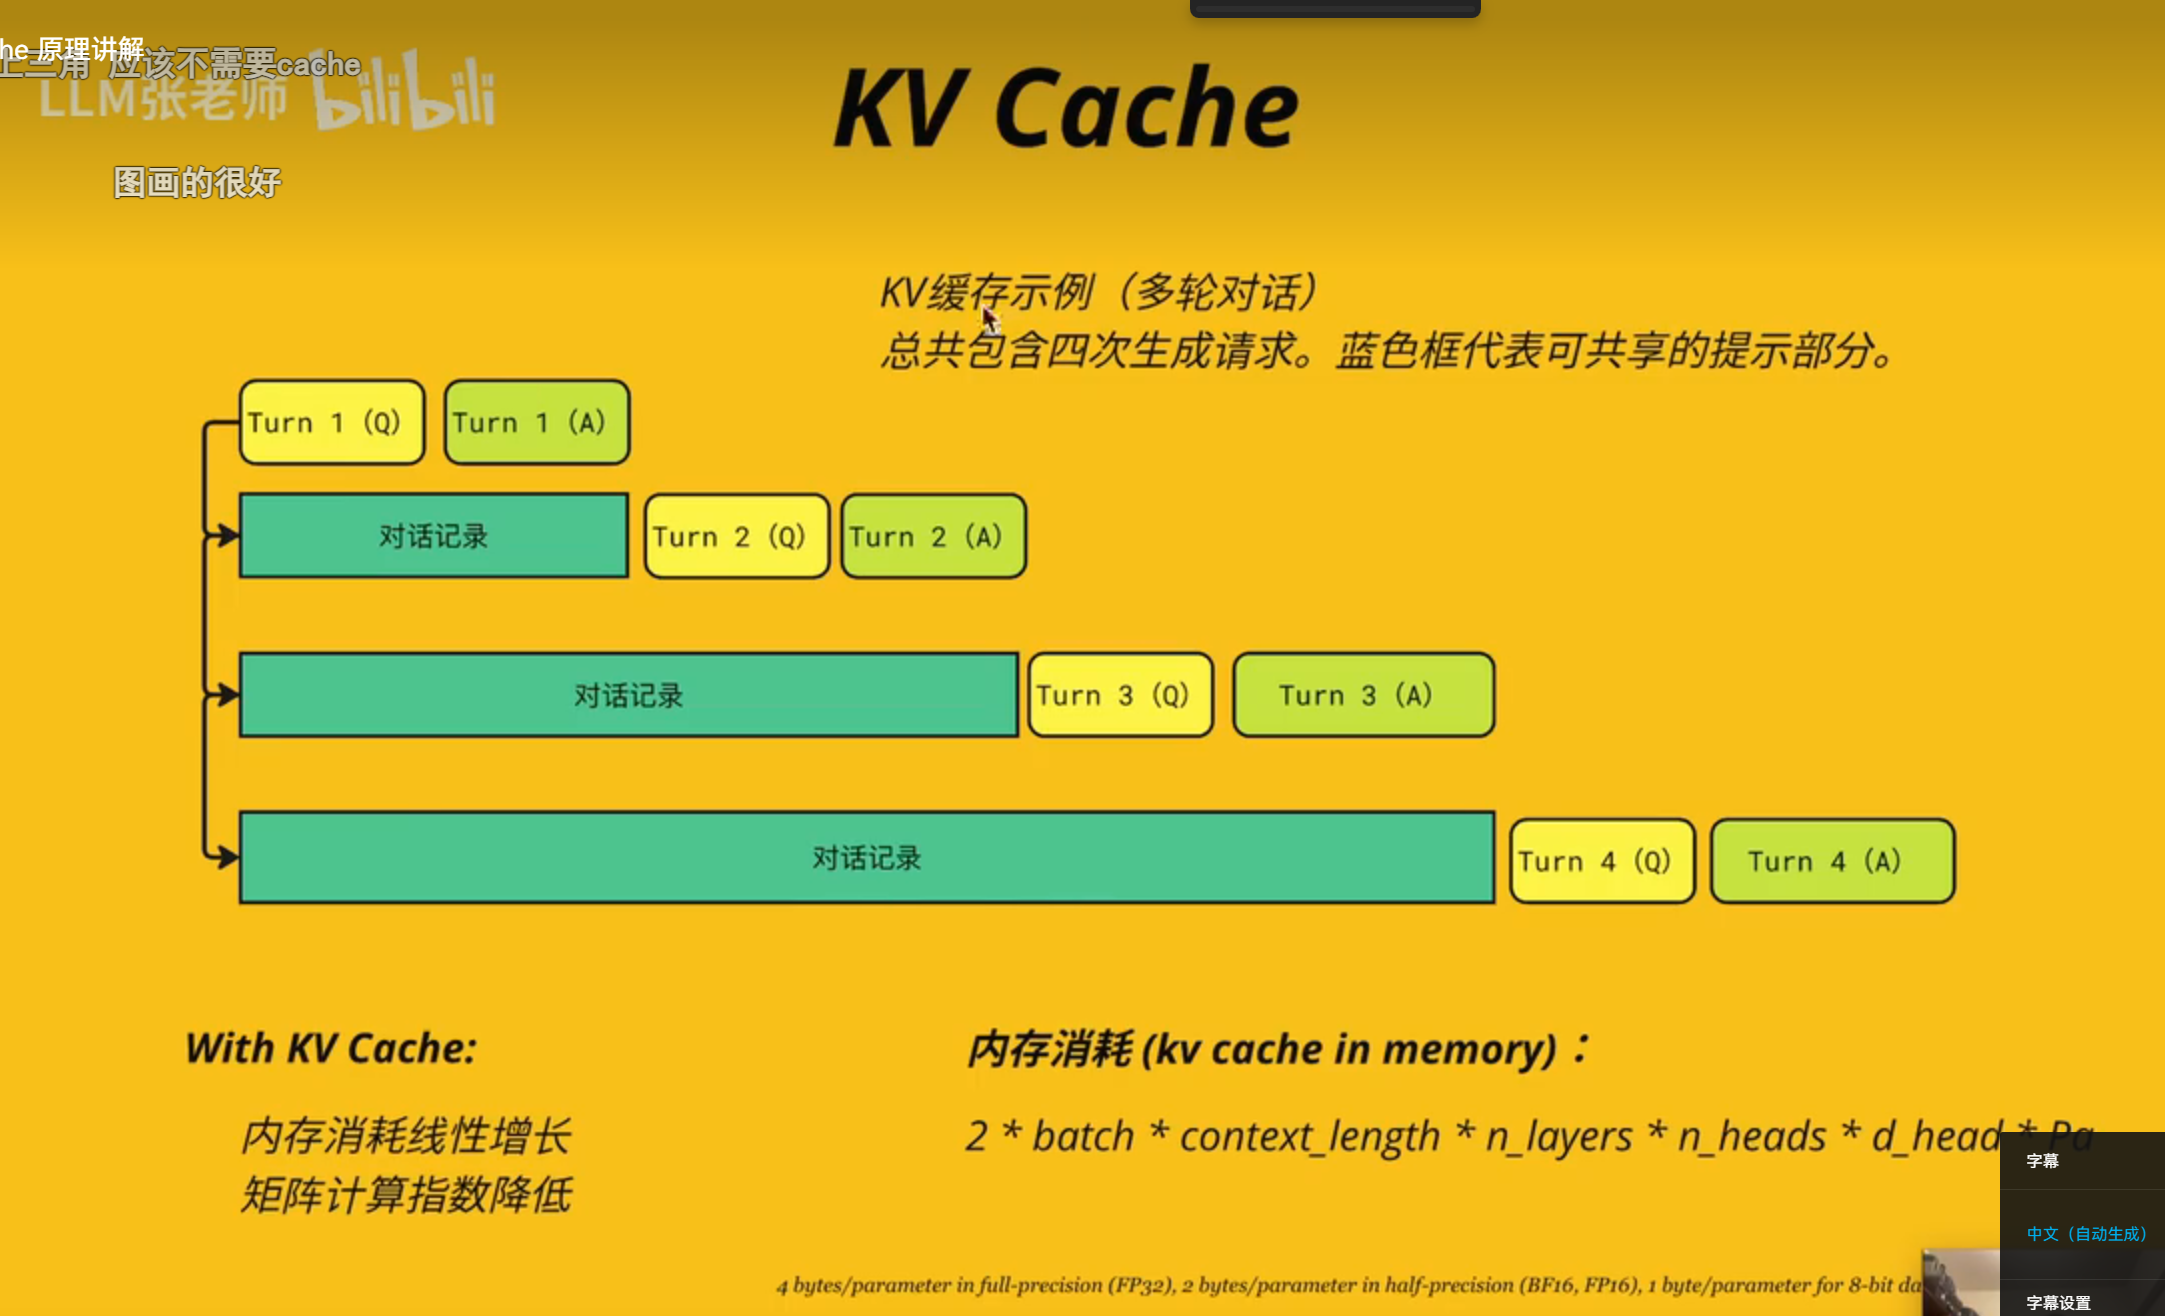 he 原理讲解
上三角 应该不需要cache
LLM张老师 bilibili
KV Cache
图画的很好
KV缓存示例（多轮对话）
总共包含四次生成请求。蓝色框代表可共享的提示部分。
Turn 1（Q） Turn 1（A）
对话记录 Turn 2（Q） Turn 2（A）
对话记录 Turn 3（Q） Turn 3（A）
对话记录 Turn 4（Q） Turn 4（A）
With KV Cache:
内存消耗线性增长
矩阵计算指数降低
内存消耗 (kv cache in memory)：
2 * batch * context_length * n_layers * n_heads * d_head * Pa
4 bytes/parameter in full-precision (FP32), 2 bytes/parameter in half-precision (BF16, FP16), 1 byte/parameter for 8-bit da
字幕
中文（自动生成）
字幕设置